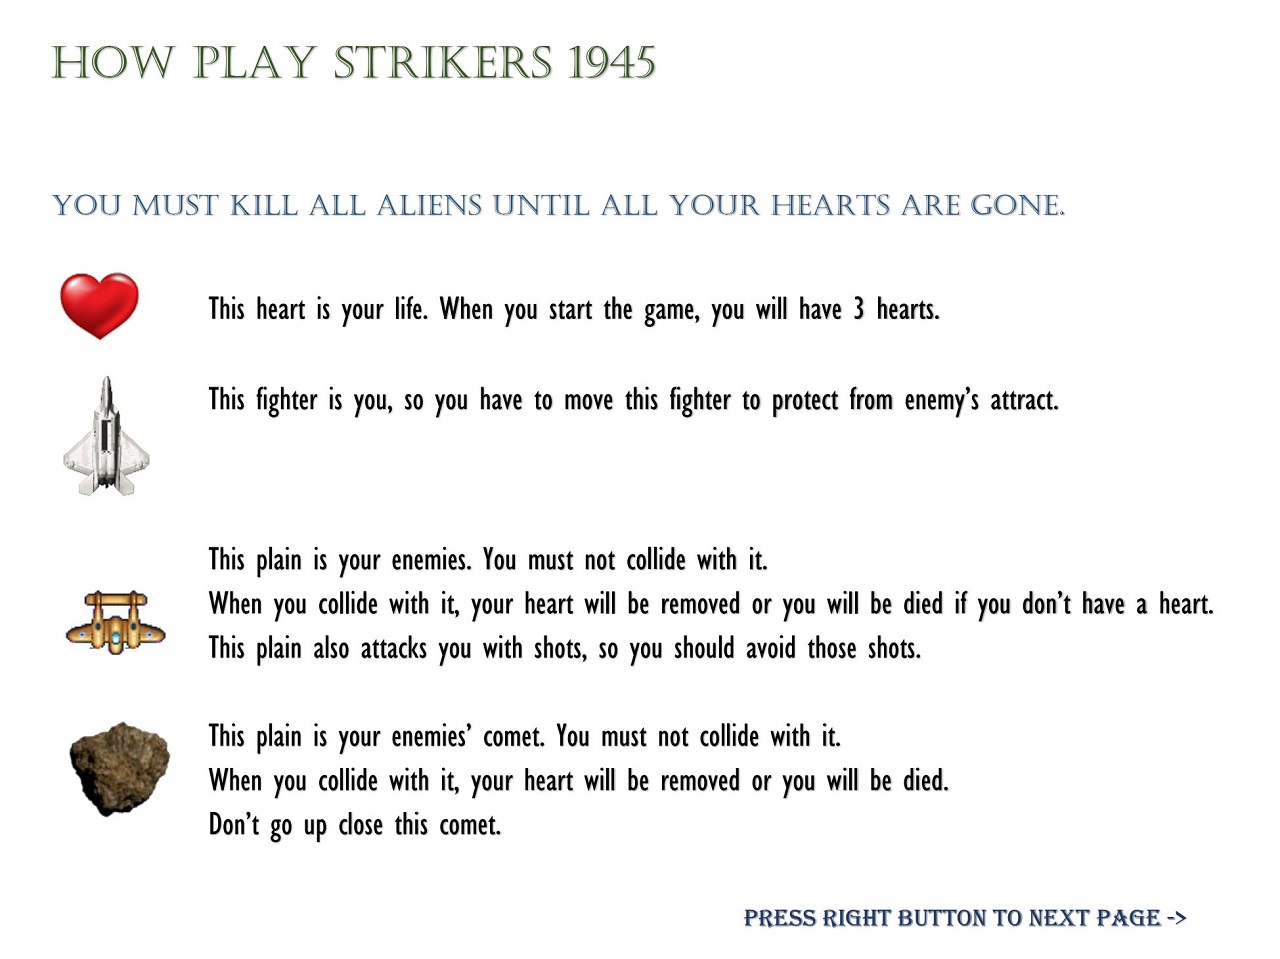 HOW PLAY STRIKERS 1945
YOU MUST KILL ALL ALIENS UNTIL ALL YOUR HEARTS ARE GONE.
This heart is your life. When you start the game, you will have 3 hearts.
This fighter is you, so you have to move this fighter to protect from enemy’s attract.
This plain is your enemies. You must not collide with it.
When you collide with it, your heart will be removed or you will be died if you don’t have a heart.
This plain also attacks you with shots, so you should avoid those shots.
This plain is your enemies’ comet. You must not collide with it.
When you collide with it, your heart will be removed or you will be died.
Don’t go up close this comet.
PRESS RIGHT BUTTON TO NEXT PAGE ->